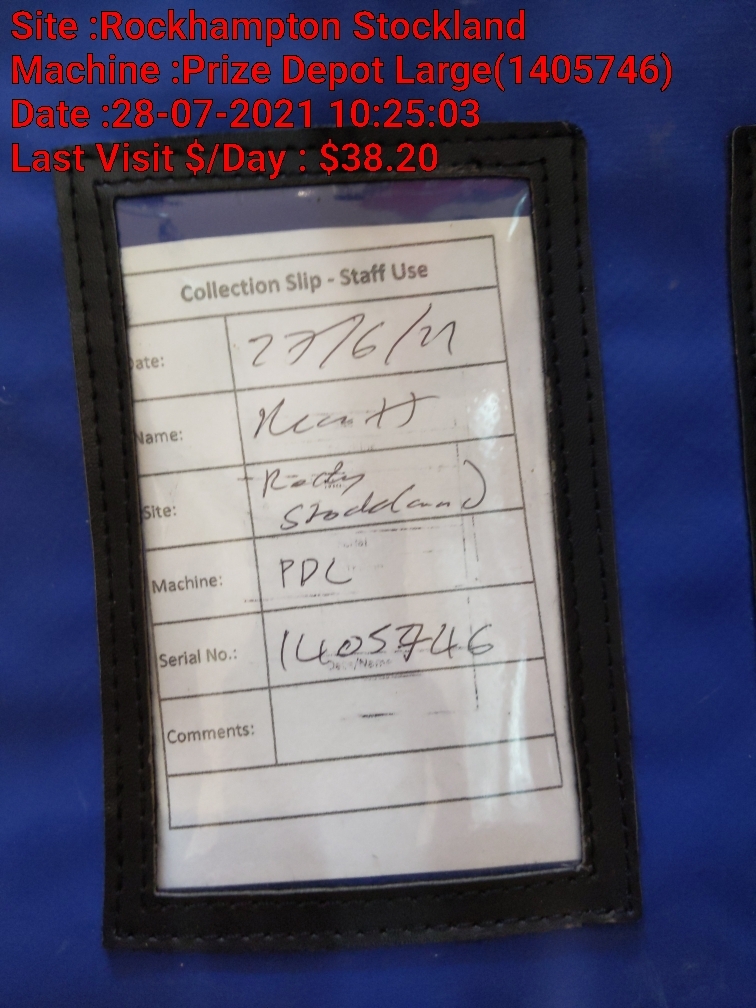 Site :Rockhampton Stockland
Machine :Prize Depot Large(1405746)
Date :28-07-2021 10:25:03
Last Visit $/Day : $38.20
Collection Slip - Staff Use
ate: 27/6/21
Name:
Site: Rocky
Stockland
Machine: PDL
Serial No.: 1405746
Comments: